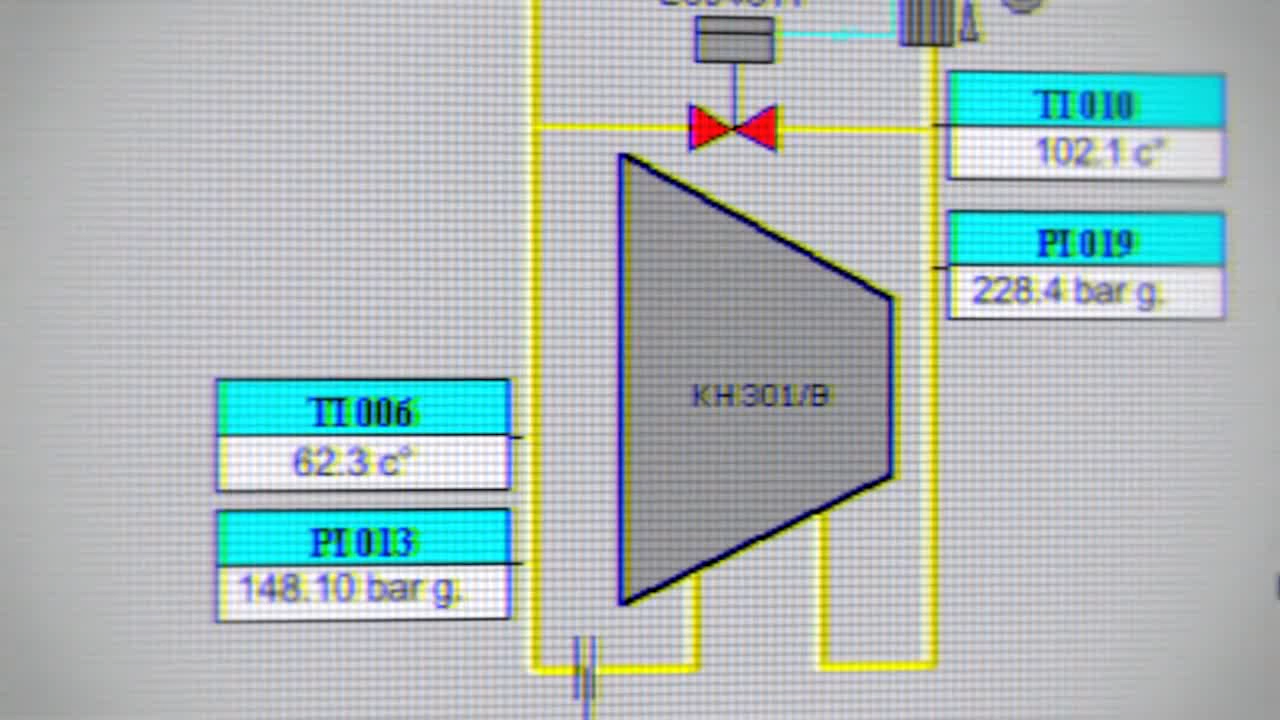 TI 010
102.1 c°
PI 019
228.4 bar g.
KH 301/B
TI 006
62.3 c°
PI 013
148.10 bar g.